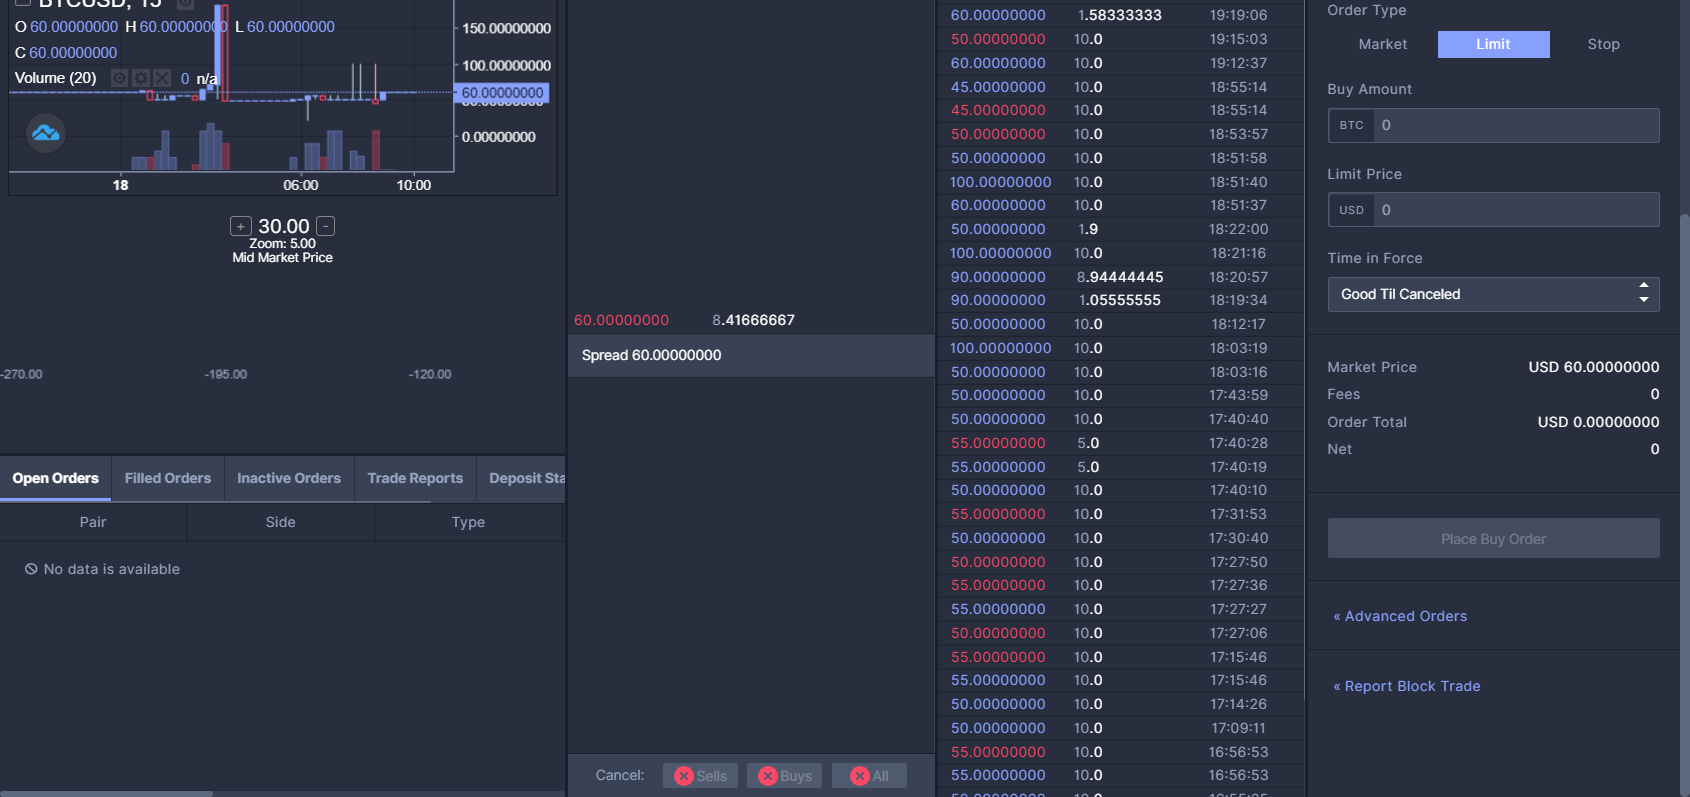 BTCUSD, 15
O 60.00000000 H 60.00000000 L 60.00000000
C 60.00000000
Volume (20) 0 n/a
150.00000000
100.00000000
60.00000000
0.00000000
18 06:00 10:00
+ 30.00 -
Zoom: 5.00
Mid Market Price
-270.00 -195.00 -120.00
Open Orders Filled Orders Inactive Orders Trade Reports Deposit Sta
Pair Side Type
No data is available
60.00000000 8.41666667
Spread 60.00000000
Cancel: Sells Buys All
60.00000000 1.58333333 19:19:06
50.00000000 10.0 19:15:03
60.00000000 10.0 19:12:37
45.00000000 10.0 18:55:14
45.00000000 10.0 18:55:14
50.00000000 10.0 18:53:57
50.00000000 10.0 18:51:58
100.00000000 10.0 18:51:40
60.00000000 10.0 18:51:37
50.00000000 1.9 18:22:00
100.00000000 10.0 18:21:16
90.00000000 8.94444445 18:20:57
90.00000000 1.05555555 18:19:34
50.00000000 10.0 18:12:17
100.00000000 10.0 18:03:19
50.00000000 10.0 18:03:16
50.00000000 10.0 17:43:59
50.00000000 10.0 17:40:40
55.00000000 5.0 17:40:28
55.00000000 5.0 17:40:19
50.00000000 10.0 17:40:10
55.00000000 10.0 17:31:53
50.00000000 10.0 17:30:40
50.00000000 10.0 17:27:50
55.00000000 10.0 17:27:36
55.00000000 10.0 17:27:27
50.00000000 10.0 17:27:06
55.00000000 10.0 17:15:46
55.00000000 10.0 17:15:46
50.00000000 10.0 17:14:26
50.00000000 10.0 17:09:11
55.00000000 10.0 16:56:53
55.00000000 10.0 16:56:53
Order Type
Market Limit Stop
Buy Amount
BTC 0
Limit Price
USD 0
Time in Force
Good Til Canceled
Market Price USD 60.00000000
Fees 0
Order Total USD 0.00000000
Net 0
Place Buy Order
« Advanced Orders
« Report Block Trade